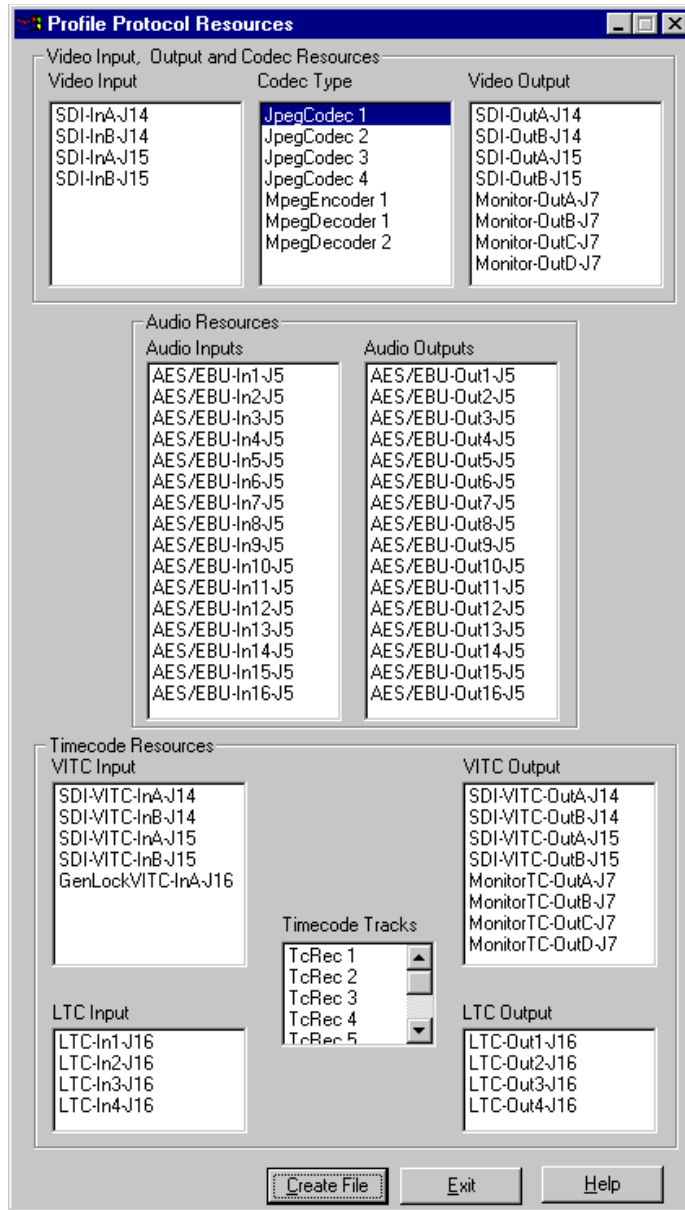 Profile Protocol Resources
Video Input, Output and Codec Resources
Video Input
SDI-InA-J14
SDI-InB-J14
SDI-InA-J15
SDI-InB-J15
Codec Type
JpegCodec 1
JpegCodec 2
JpegCodec 3
JpegCodec 4
MpegEncoder 1
MpegDecoder 1
MpegDecoder 2
Video Output
SDI-OutA-J14
SDI-OutB-J14
SDI-OutA-J15
SDI-OutB-J15
Monitor-OutA-J7
Monitor-OutB-J7
Monitor-OutC-J7
Monitor-OutD-J7
Audio Resources
Audio Inputs
AES/EBU-In1-J5
AES/EBU-In2-J5
AES/EBU-In3-J5
AES/EBU-In4-J5
AES/EBU-In5-J5
AES/EBU-In6-J5
AES/EBU-In7-J5
AES/EBU-In8-J5
AES/EBU-In9-J5
AES/EBU-In10-J5
AES/EBU-In11-J5
AES/EBU-In12-J5
AES/EBU-In13-J5
AES/EBU-In14-J5
AES/EBU-In15-J5
AES/EBU-In16-J5
Audio Outputs
AES/EBU-Out1-J5
AES/EBU-Out2-J5
AES/EBU-Out3-J5
AES/EBU-Out4-J5
AES/EBU-Out5-J5
AES/EBU-Out6-J5
AES/EBU-Out7-J5
AES/EBU-Out8-J5
AES/EBU-Out9-J5
AES/EBU-Out10-J5
AES/EBU-Out11-J5
AES/EBU-Out12-J5
AES/EBU-Out13-J5
AES/EBU-Out14-J5
AES/EBU-Out15-J5
AES/EBU-Out16-J5
Timecode Resources
VITC Input
SDI-VITC-InA-J14
SDI-VITC-InB-J14
SDI-VITC-InA-J15
SDI-VITC-InB-J15
GenLockVITC-InA-J16
VITC Output
SDI-VITC-OutA-J14
SDI-VITC-OutB-J14
SDI-VITC-OutA-J15
SDI-VITC-OutB-J15
MonitorTC-OutA-J7
MonitorTC-OutB-J7
MonitorTC-OutC-J7
MonitorTC-OutD-J7
Timecode Tracks
TcRec 1
TcRec 2
TcRec 3
TcRec 4
TcRec 5
LTC Input
LTC-In1-J16
LTC-In2-J16
LTC-In3-J16
LTC-In4-J16
LTC Output
LTC-Out1-J16
LTC-Out2-J16
LTC-Out3-J16
LTC-Out4-J16
Create File
Exit
Help